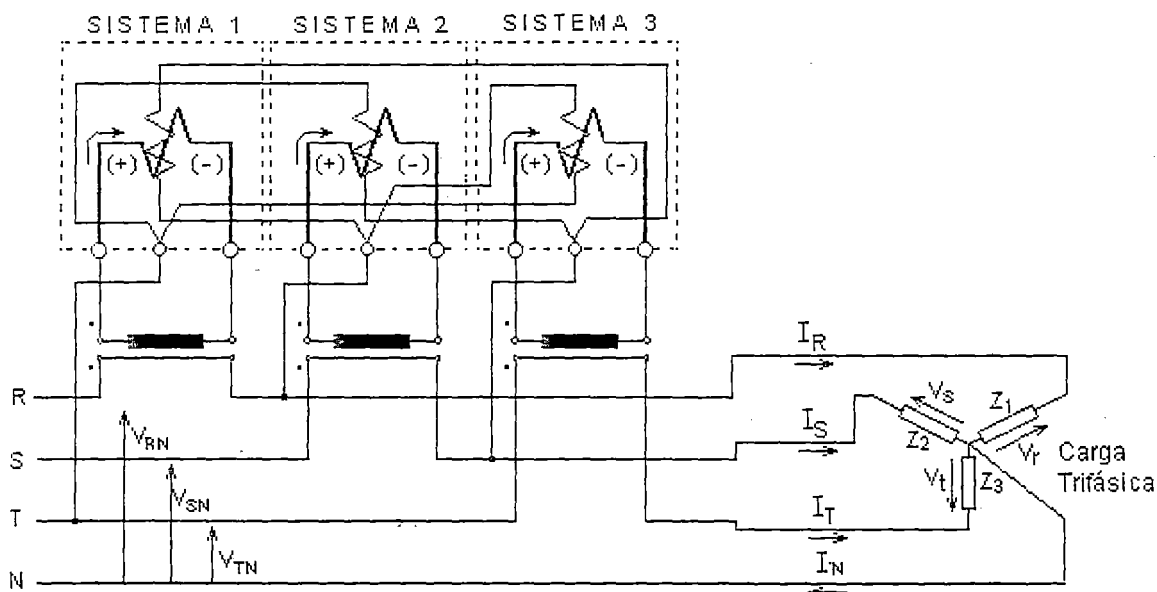 SISTEMA 1 SISTEMA 2 SISTEMA 3
(+) (-) (+) (-) (+) (-)
I_R
R
V_RN
V_s
Z_1
I_S
Z_2
V_r
Carga
Trifásica
S
V_SN
V_t
Z_3
T
I_T
V_TN
N
I_N